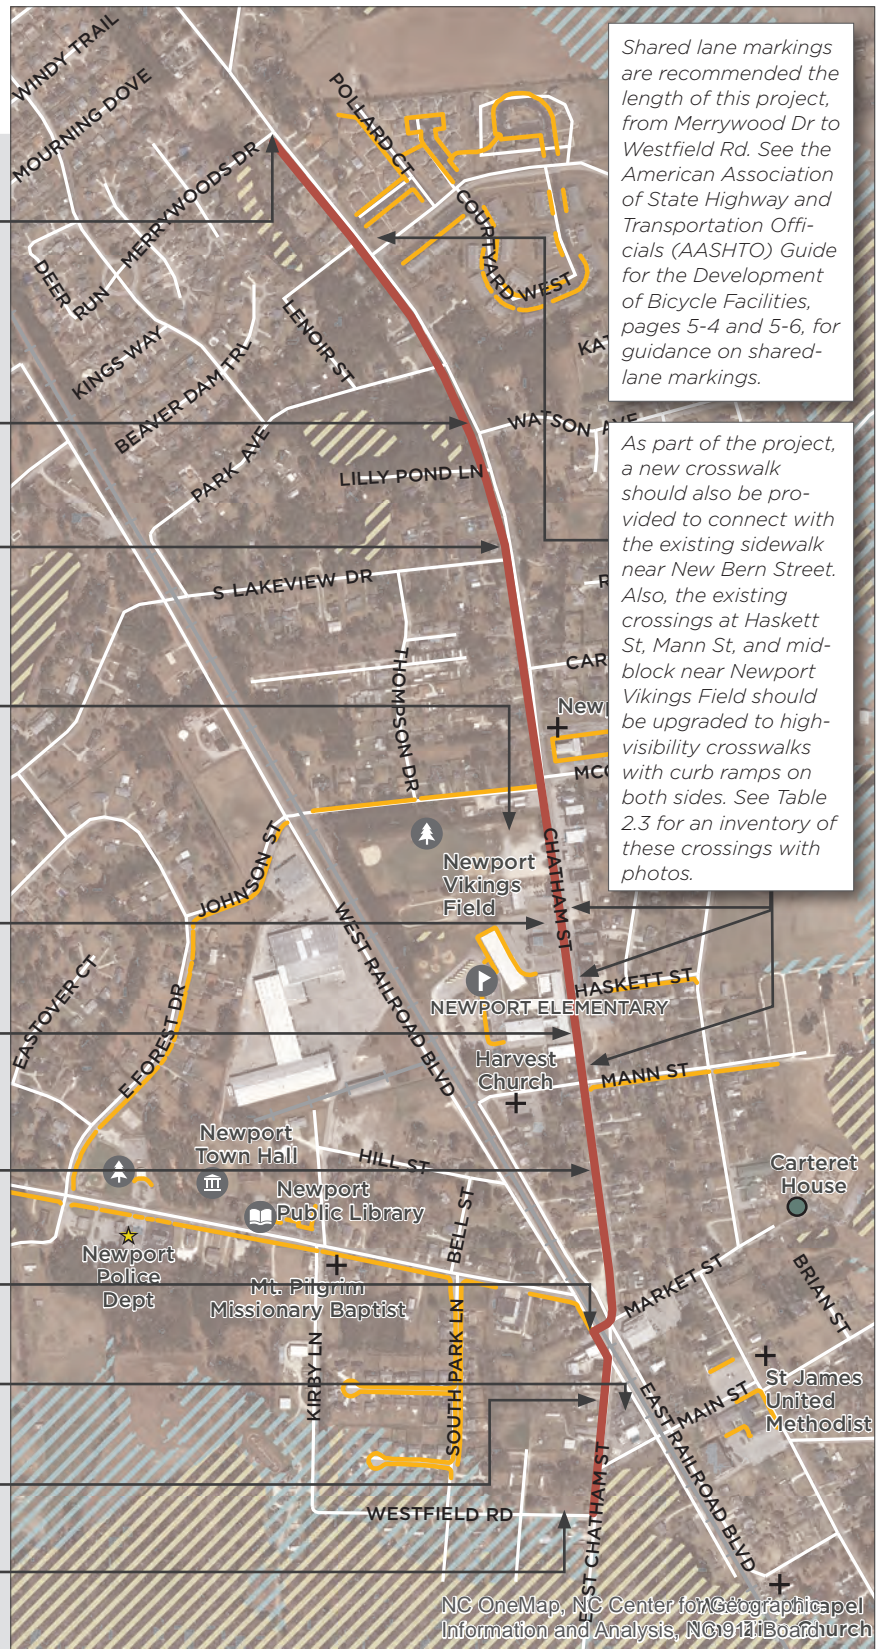 WINDY TRAIL
MOURNING DOVE
MERRYWOODS DR
POLLARD CT
COURTYARD WEST
DEER RUN
KINGS WAY
BEAVER DAM TRL
LENOIR ST
PARK AVE
WATSON AVE
LILLY POND LN
S LAKEVIEW DR
THOMPSON DR
Shared lane markings
are recommended the
length of this project,
from Merrywood Dr to
Westfield Rd. See the
American Association
of State Highway and
Transportation Offi-
cials (AASHTO) Guide
for the Development
of Bicycle Facilities,
pages 5-4 and 5-6, for
guidance on shared-
lane markings.
As part of the project,
a new crosswalk
should also be pro-
vided to connect with
the existing sidewalk
near New Bern Street.
Also, the existing
crossings at Haskett
St, Mann St, and mid-
block near Newport
Vikings Field should
be upgraded to high-
visibility crosswalks
with curb ramps on
both sides. See Table
2.3 for an inventory of
these crossings with
photos.
CHATHAM ST
Newport
Vikings
Field
JOHNSON ST
WEST RAILROAD BLVD
HASKETT ST
NEWPORT ELEMENTARY
EASTOVER CT
E FOREST DR
Harvest
Church
MANN ST
Newport
Town Hall
HILL ST
Newport
Public Library
BELL ST
Carteret
House
Newport
Police
Dept
Mt. Pilgrim
Missionary Baptist
MARKET ST
BRIAN ST
KIRBY LN
SOUTH PARK LN
St James
United
Methodist
MAIN ST
EAST RAILROAD BLVD
WESTFIELD RD
EAST CHATHAM ST
NC OneMap, NC Center for Geographic
Information and Analysis, NC 911 Board
Church